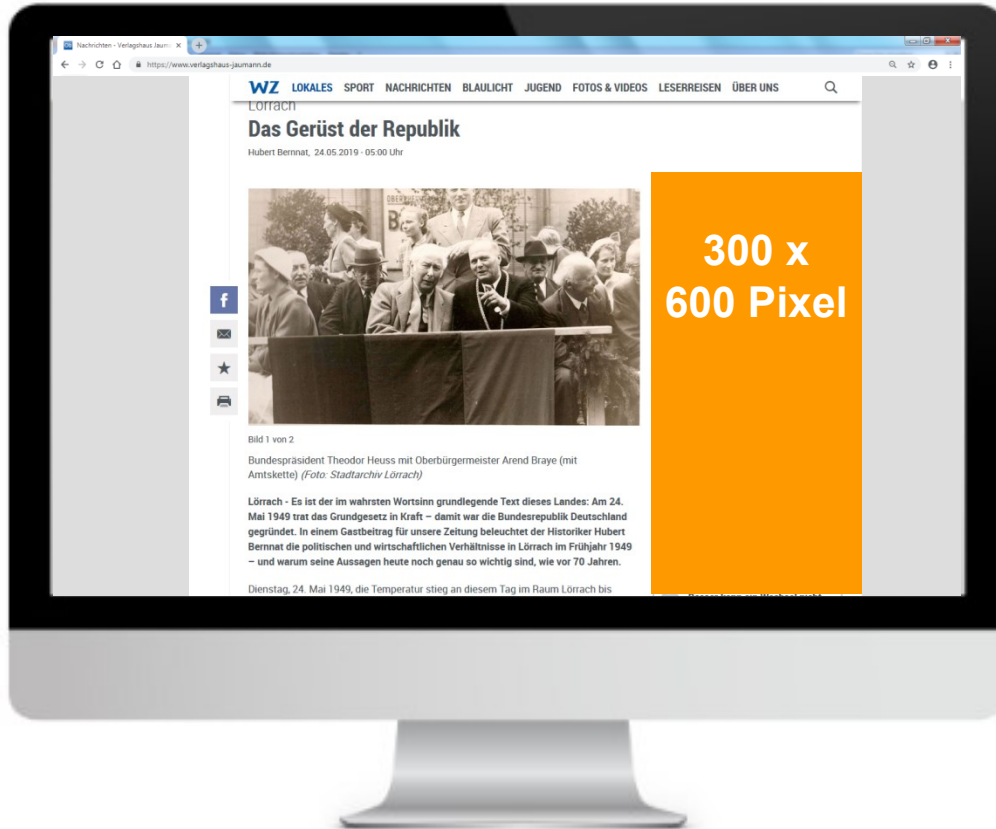 Nachrichten - Verlagshaus Jaum
https://www.verlagshaus-jaumann.de
WZ LOKALES SPORT NACHRICHTEN BLAULICHT JUGEND FOTOS & VIDEOS LESERREISEN ÜBER UNS
Lörrach
Das Gerüst der Republik
Hubert Bernnat, 24.05.2019 - 05:00 Uhr
300 x
600 Pixel
f
Bild 1 von 2
Bundespräsident Theodor Heuss mit Oberbürgermeister Arend Braye (mit
Amtskette) (Foto: Stadtarchiv Lörrach)
Lörrach - Es ist der im wahrsten Wortsinn grundlegende Text dieses Landes: Am 24.
Mai 1949 trat das Grundgesetz in Kraft – damit war die Bundesrepublik Deutschland
gegründet. In einem Gastbeitrag für unsere Zeitung beleuchtet der Historiker Hubert
Bernnat die politischen und wirtschaftlichen Verhältnisse in Lörrach im Frühjahr 1949
– und warum seine Aussagen heute noch genau so wichtig sind, wie vor 70 Jahren.
Dienstag, 24. Mai 1949, die Temperatur stieg an diesem Tag im Raum Lörrach bis